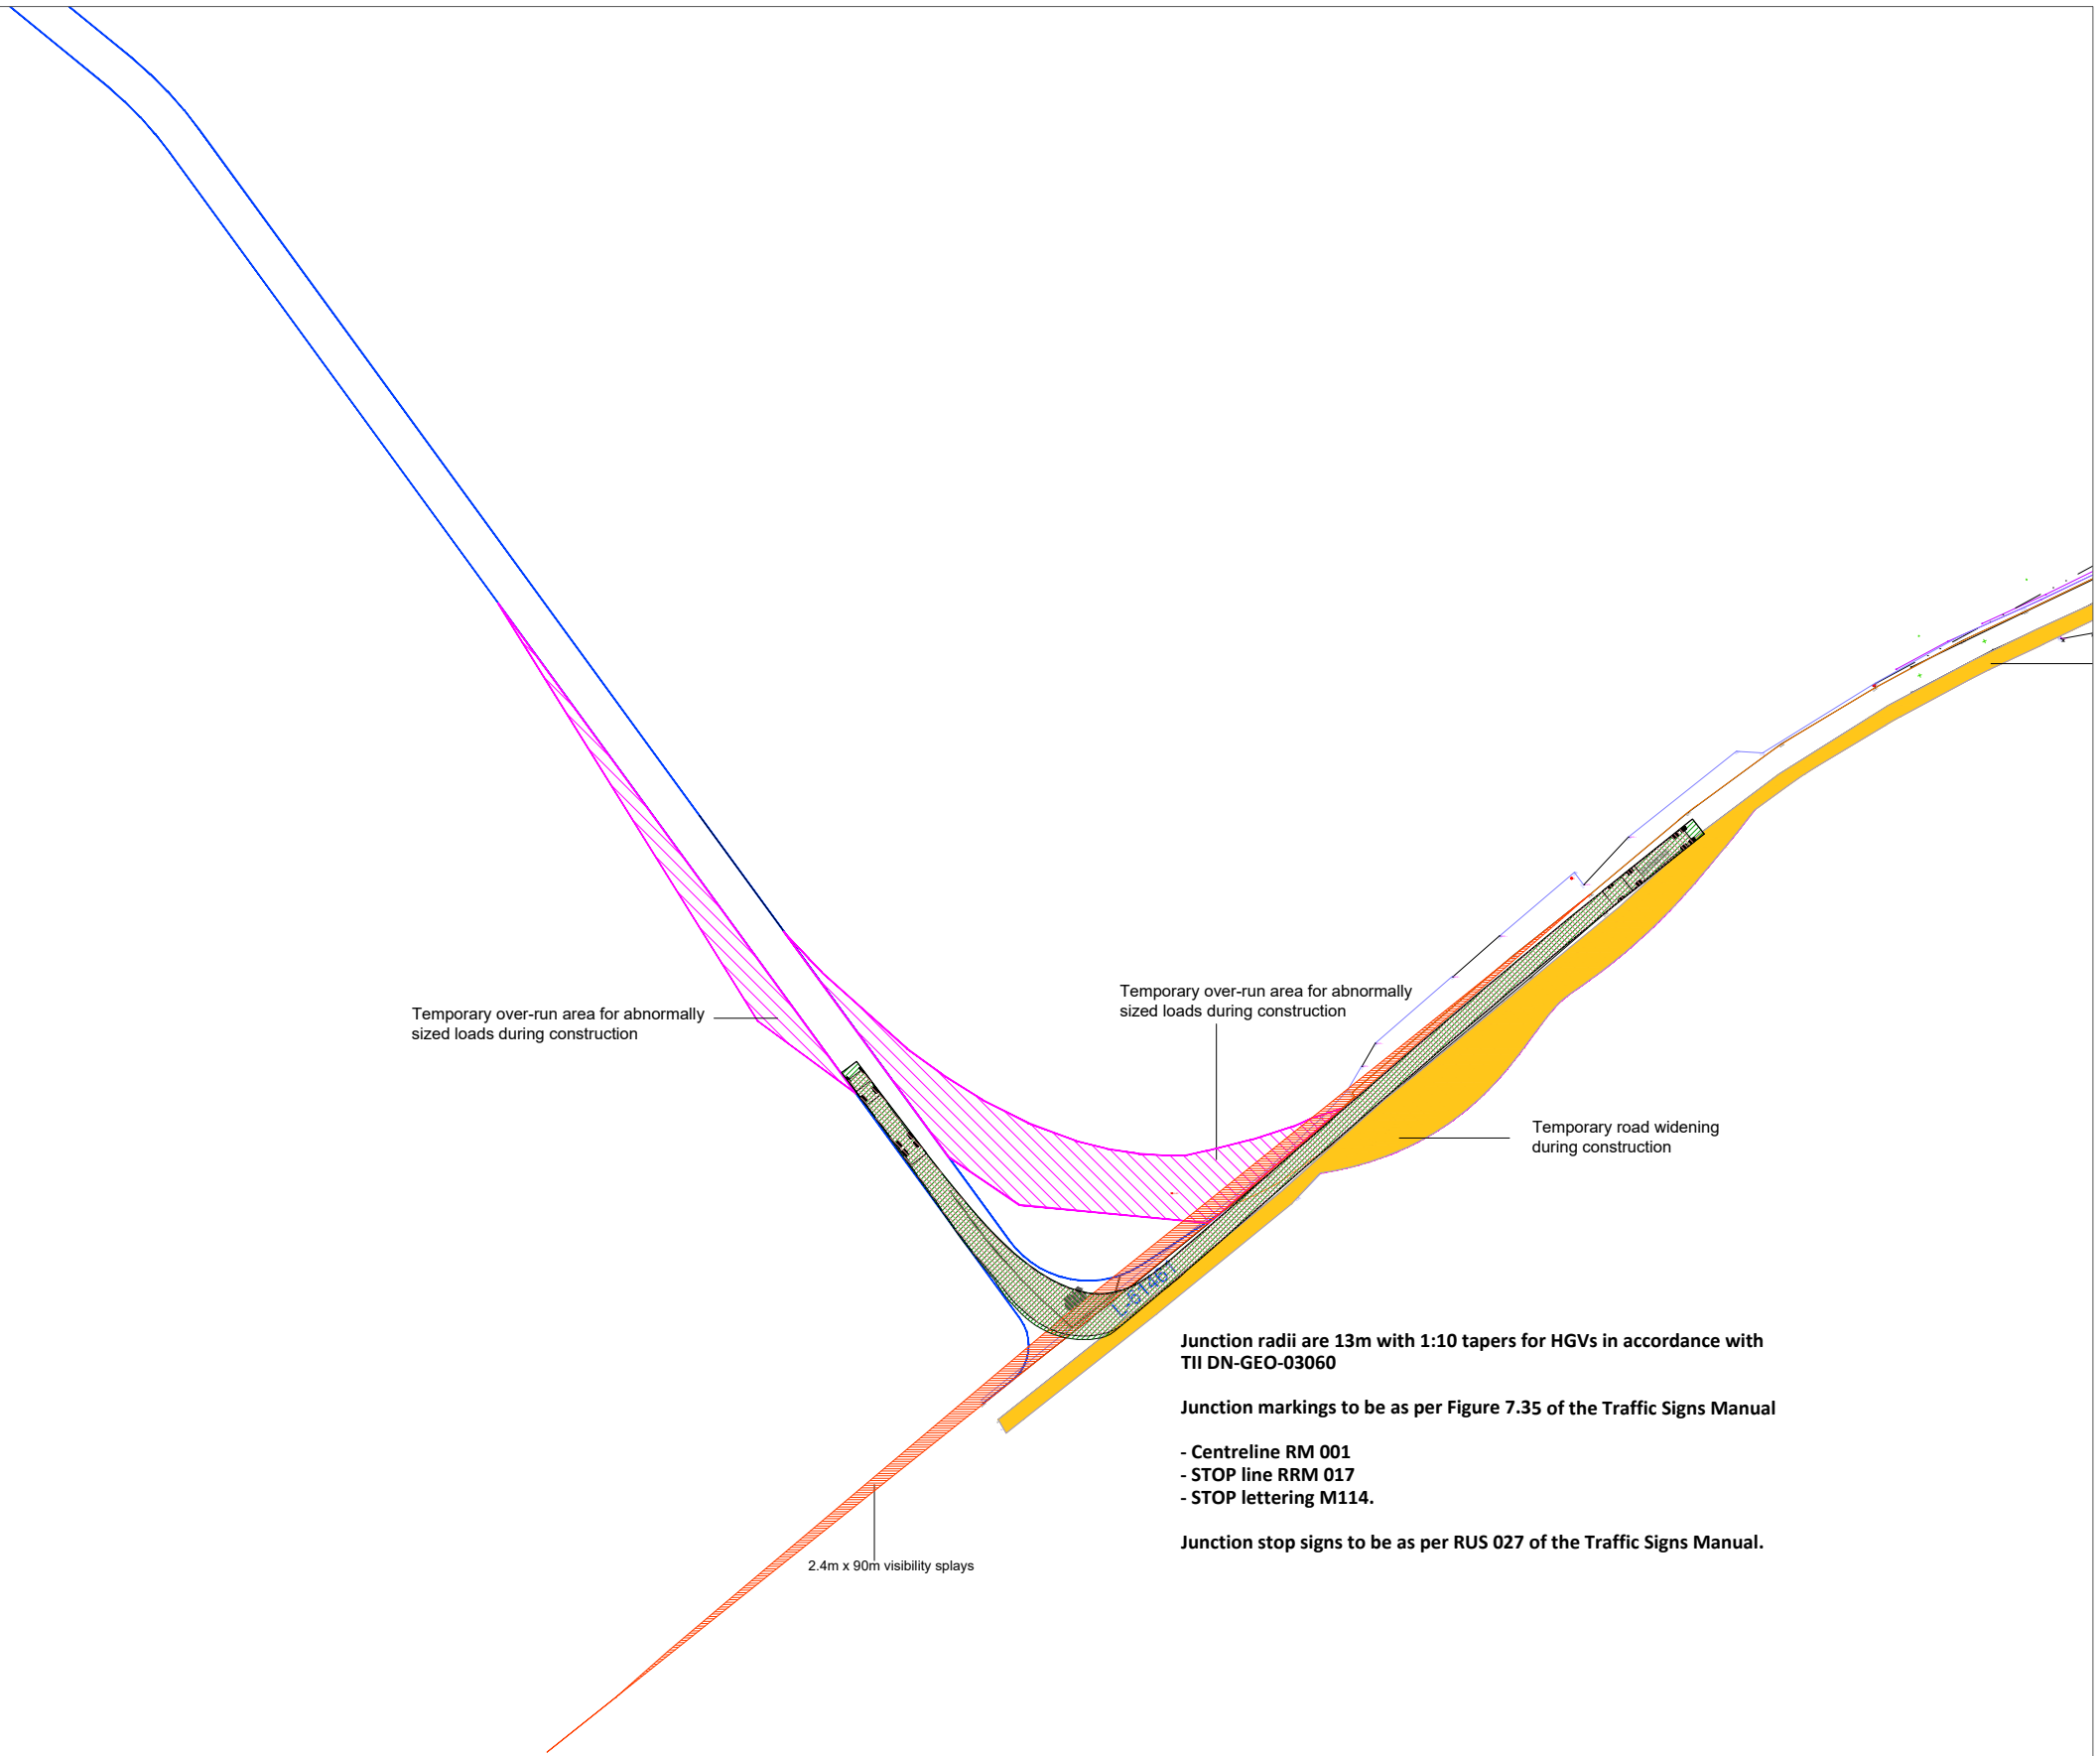 Temporary over-run area for abnormally
sized loads during construction
Temporary over-run area for abnormally
sized loads during construction
Temporary road widening
during construction
L-61461
Junction radii are 13m with 1:10 tapers for HGVs in accordance with
TII DN-GEO-03060
Junction markings to be as per Figure 7.35 of the Traffic Signs Manual
- Centreline RM 001
- STOP line RRM 017
- STOP lettering M114.
Junction stop signs to be as per RUS 027 of the Traffic Signs Manual.
2.4m x 90m visibility splays